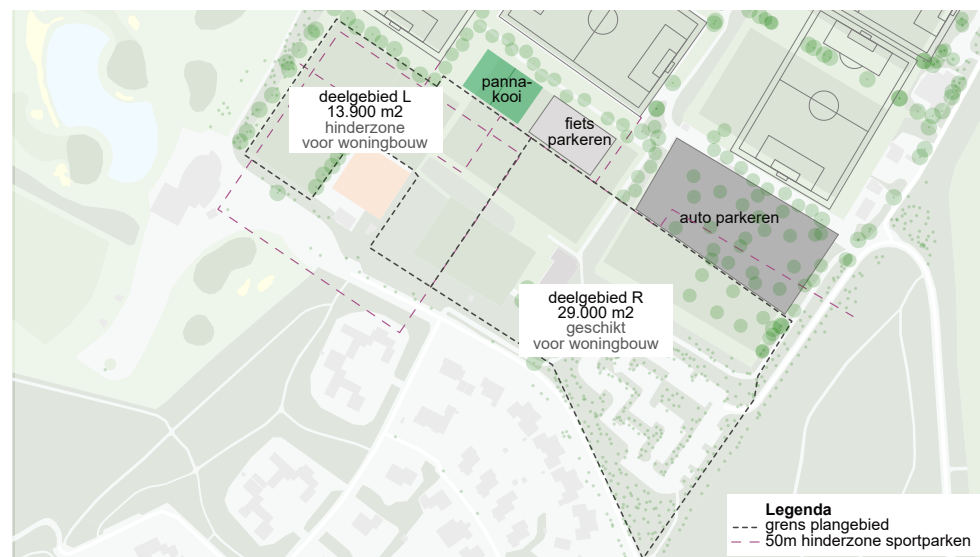 deelgebied L
13.900 m2
hinderzone
voor woningbouw
panna-
kooi
fiets
parkeren
auto parkeren
deelgebied R
29.000 m2
geschikt
voor woningbouw
Legenda
grens plangebied
50m hinderzone sportparken